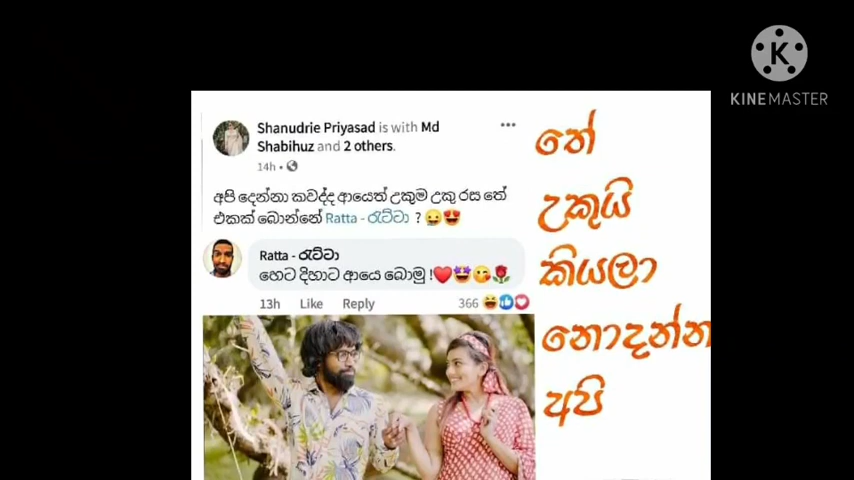 KINEMASTER
Shanudrie Priyasad is with Md
Shabihuz and 2 others.
14h
අපි දෙන්නා කවද්ද ආයෙත් උකුම උකු රස තේ
එකක් බොන්නේ Ratta - රැට්ටා ?
Ratta - රැට්ටා
හෙට දිහාට ආයෙ බොමු !
13h Like Reply 366
තේ
උකුයි
කියලා
නොදන්න
අපි